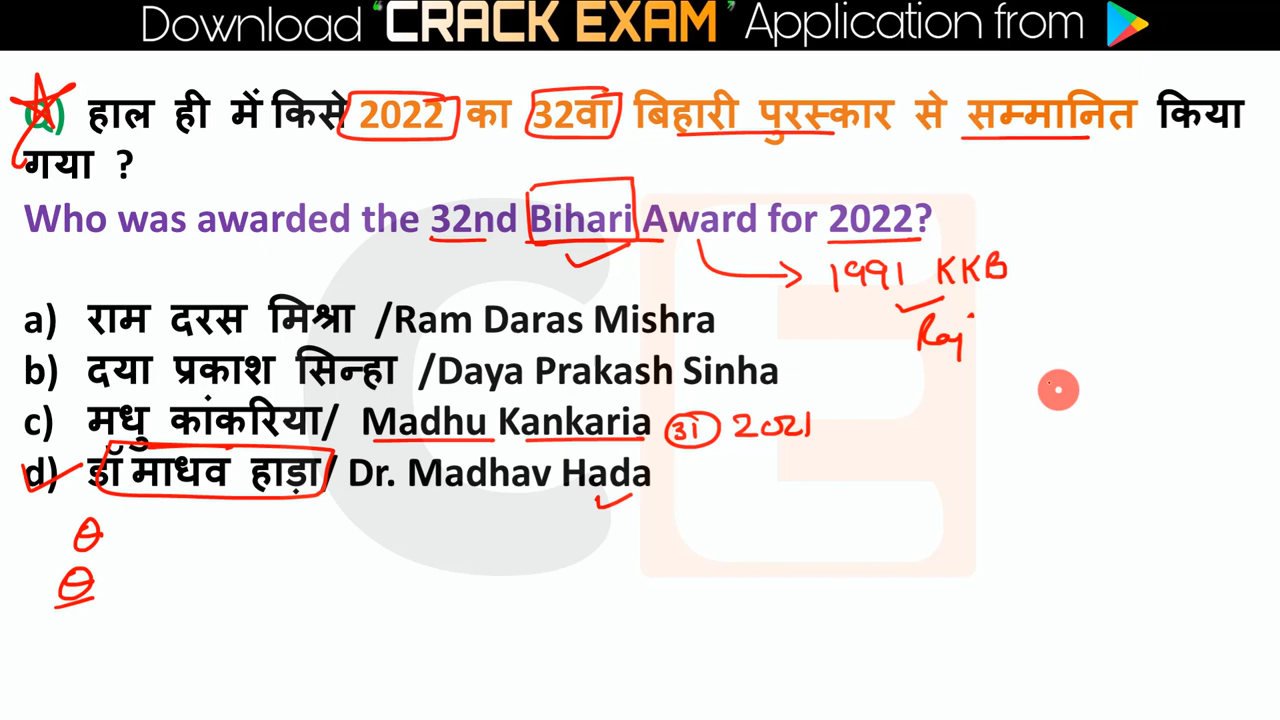 Download "CRACK EXAM" Application from
Q) हाल ही में किसे 2022 का 32वां बिहारी पुरस्कार से सम्मानित किया
गया ?
Who was awarded the 32nd Bihari Award for 2022?
1991 KKB
Raj
a) राम दरस मिश्रा /Ram Daras Mishra
b) दया प्रकाश सिन्हा /Daya Prakash Sinha
c) मधु कांकरिया/ Madhu Kankaria 31 2021
d) डॉ माधव हाड़ा/ Dr. Madhav Hada